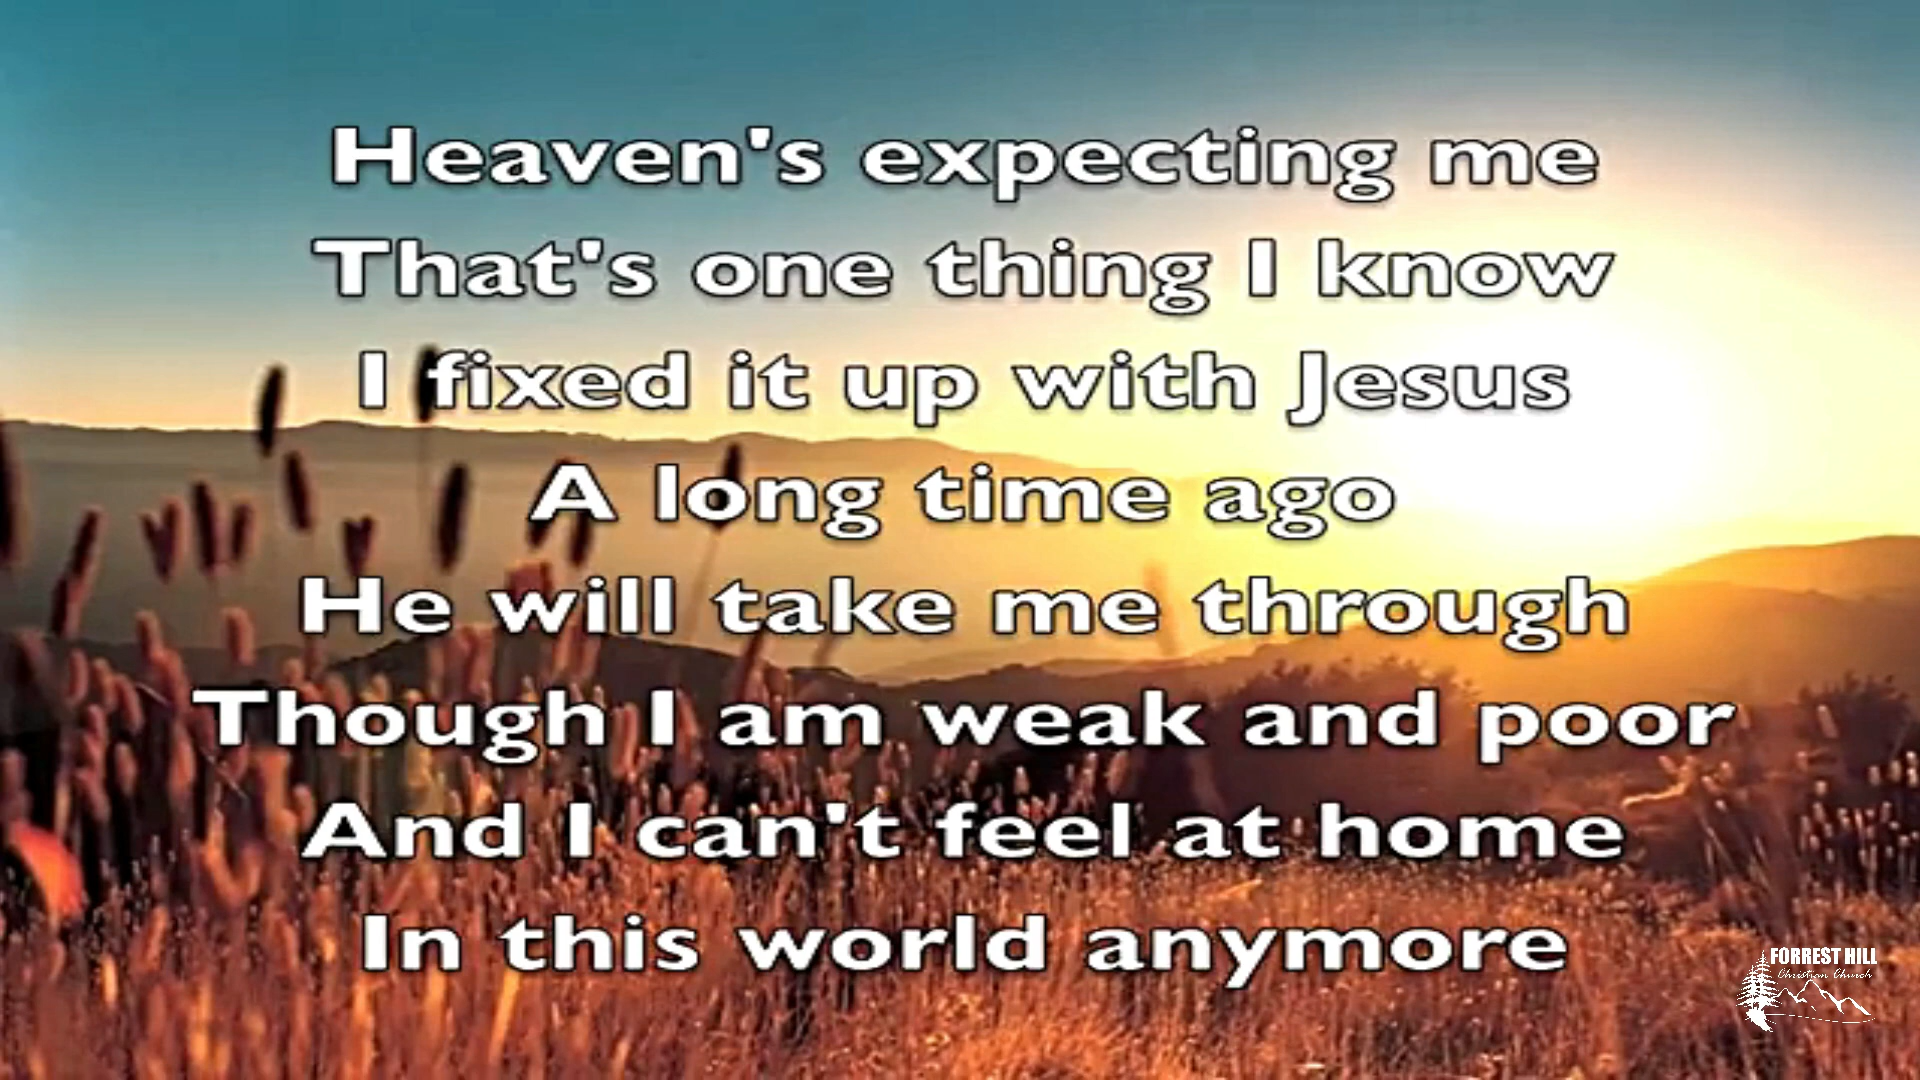 Heaven's expecting me
That's one thing I know
I fixed it up with Jesus
A long time ago
He will take me through
Though I am weak and poor
And I can't feel at home
In this world anymore
FORREST HILL
Christian Church